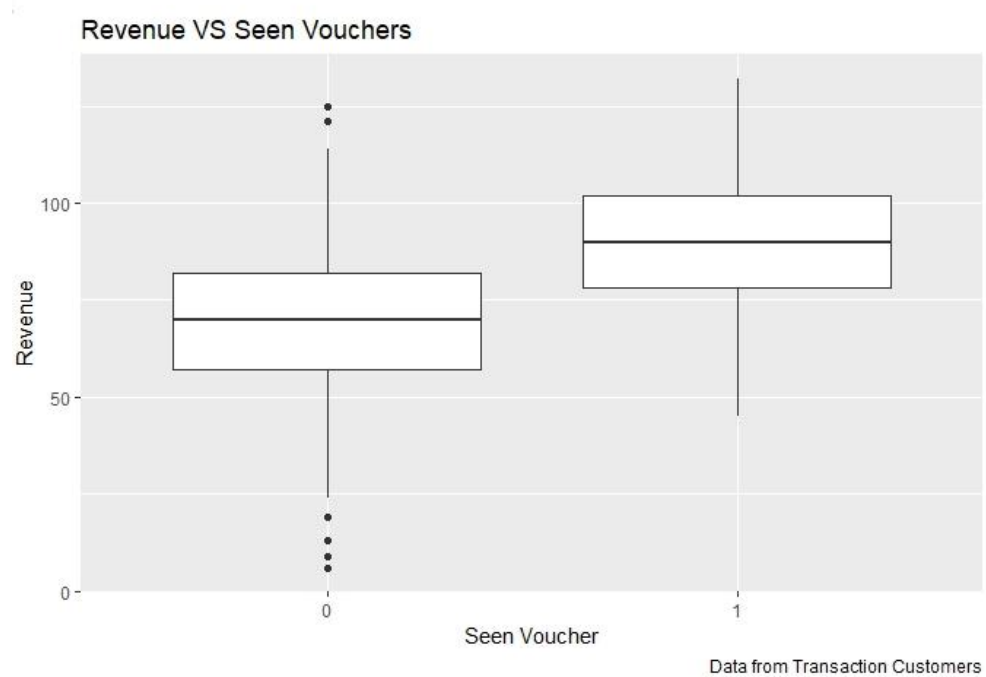 Revenue VS Seen Vouchers
100
50
0
Revenue
0
1
Seen Voucher
Data from Transaction Customers